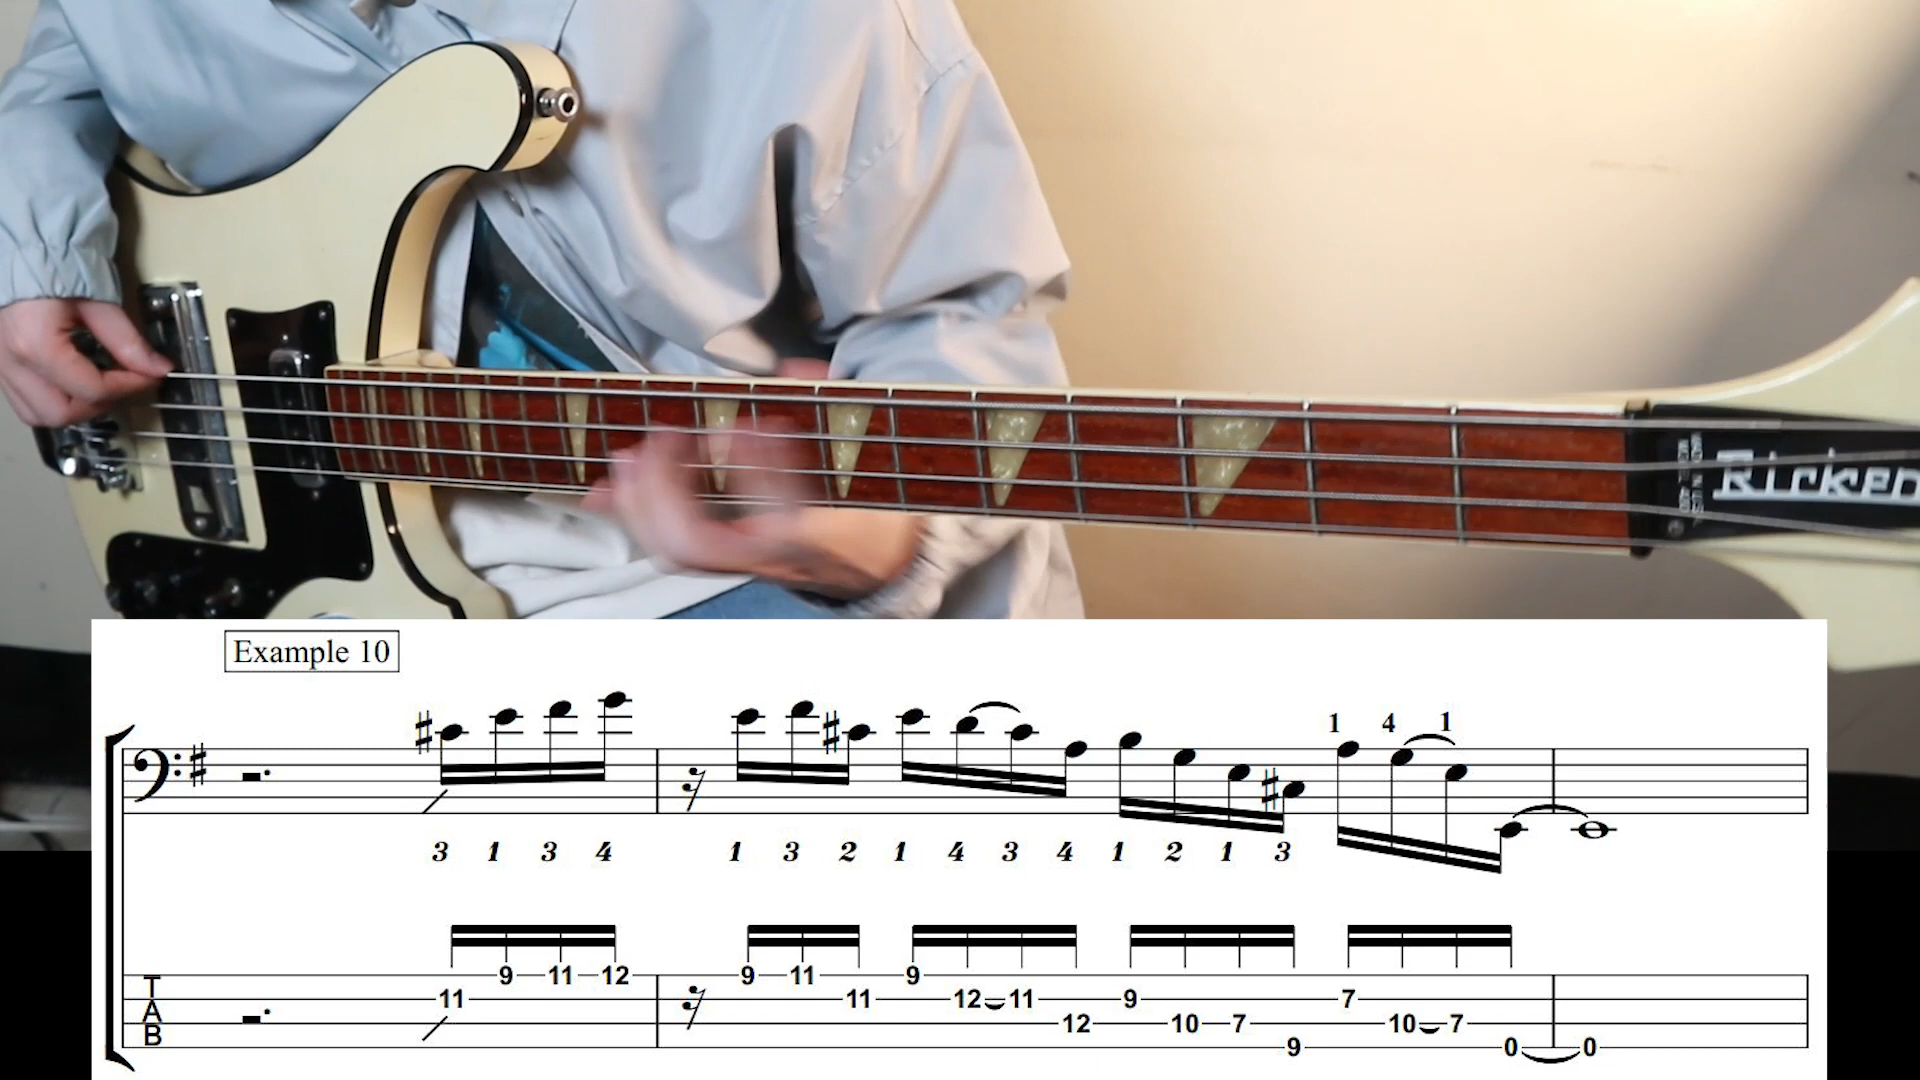 Ricken
MADE IN U.S.A.
Example 10
1 4 1
3 1 3 4 1 3 2 1 4 3 4 1 2 1 3
T 9 11 12 9 11 9
11 11 12 11 9 7
A 12 10 7 10 7
B 9 0 0